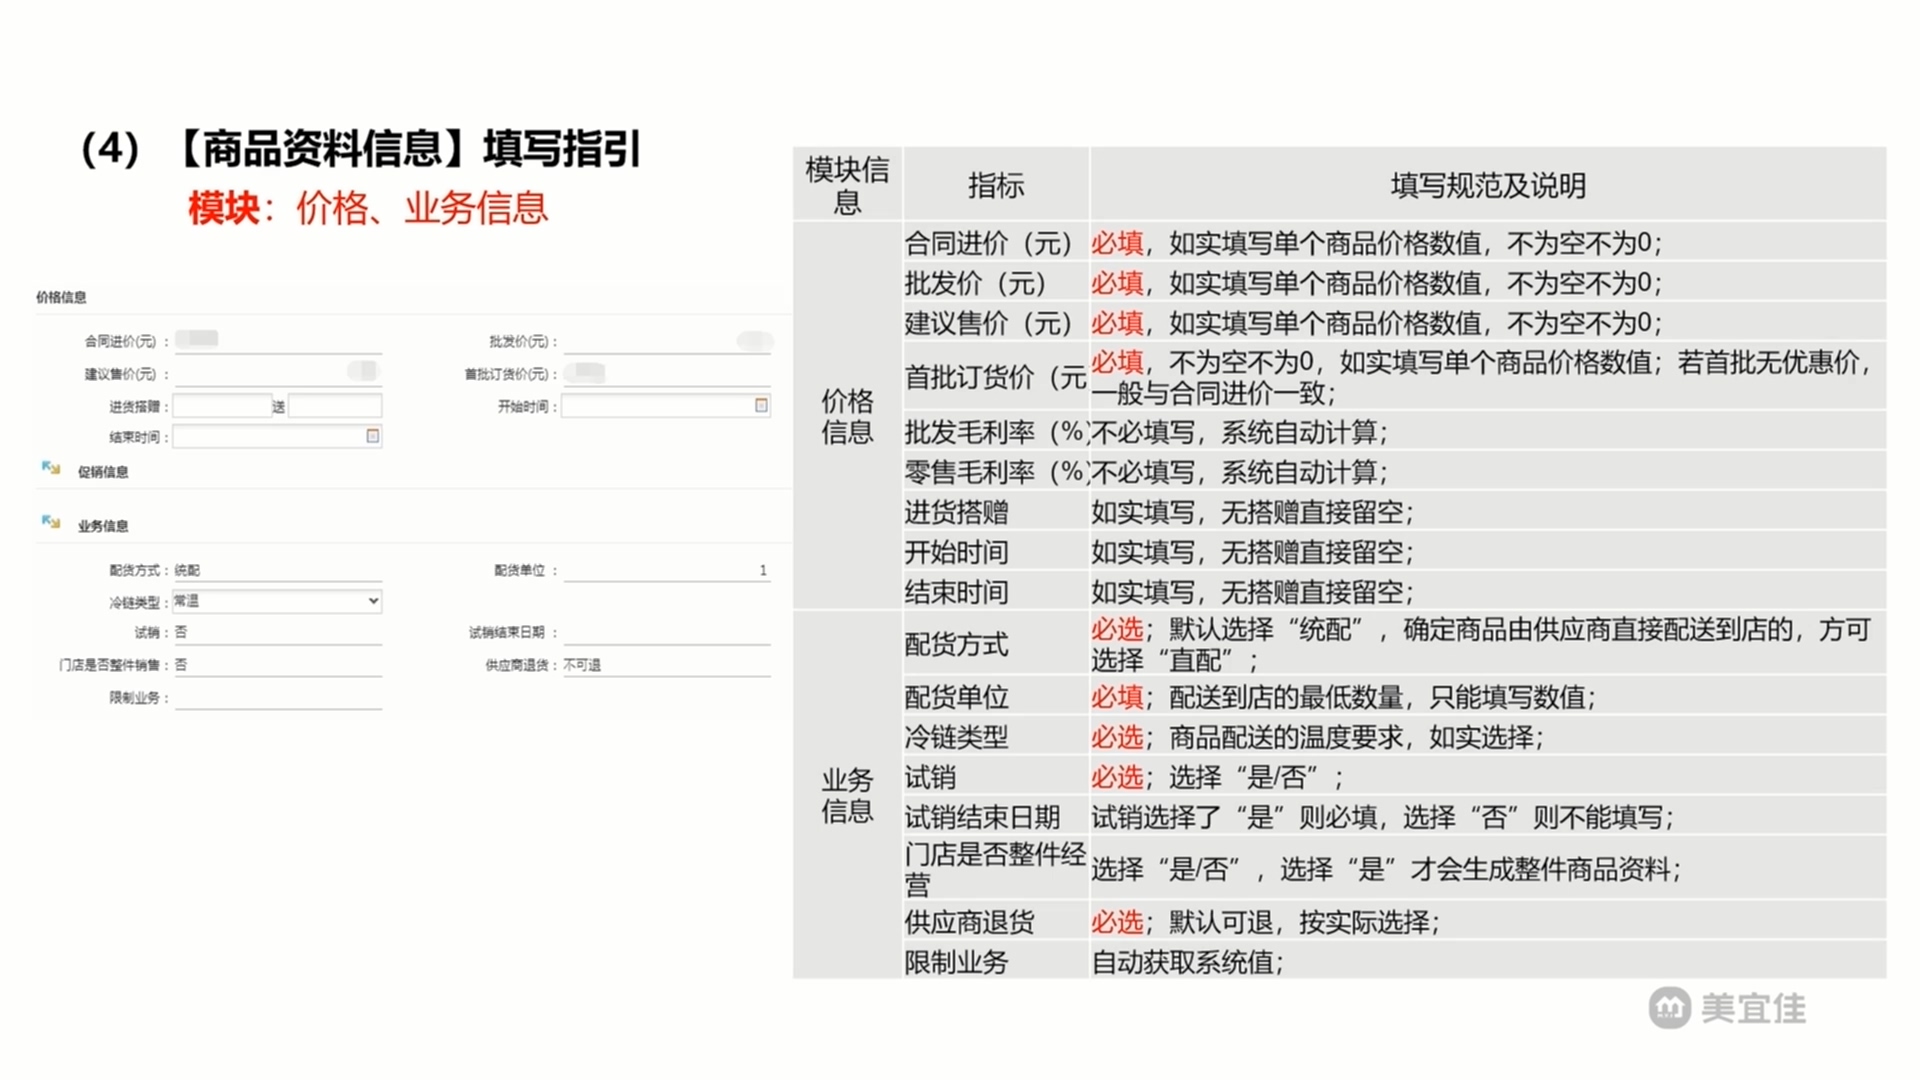 （4）【商品资料信息】填写指引
模块：价格、业务信息
价格信息
合同进价(元)：
批发价(元)：
建议售价(元)：
首批订货价(元)：
进货搭赠：
送
开始时间：
结束时间：
促销信息
业务信息
配货方式：统配
配货单位：1
冷链类型：常温
试销：否
试销结束日期：
门店是否整件销售：否
供应商退货：不可退
限制业务：
模块信
息
指标
填写规范及说明
价格
信息
合同进价（元）
必填，如实填写单个商品价格数值，不为空不为0；
批发价（元）
必填，如实填写单个商品价格数值，不为空不为0；
建议售价（元）
必填，如实填写单个商品价格数值，不为空不为0；
首批订货价（元
必填，不为空不为0，如实填写单个商品价格数值；若首批无优惠价，
一般与合同进价一致；
批发毛利率（%）
不必填写，系统自动计算；
零售毛利率（%）
不必填写，系统自动计算；
进货搭赠
如实填写，无搭赠直接留空；
开始时间
如实填写，无搭赠直接留空；
结束时间
如实填写，无搭赠直接留空；
业务
信息
配货方式
必选；默认选择“统配”，确定商品由供应商直接配送到店的，方可
选择“直配”；
配货单位
必填；配送到店的最低数量，只能填写数值；
冷链类型
必选；商品配送的温度要求，如实选择；
试销
必选；选择“是/否”；
试销结束日期
试销选择了“是”则必填，选择“否”则不能填写；
门店是否整件经
营
选择“是/否”，选择“是”才会生成整件商品资料；
供应商退货
必选；默认可退，按实际选择；
限制业务
自动获取系统值；
美宜佳